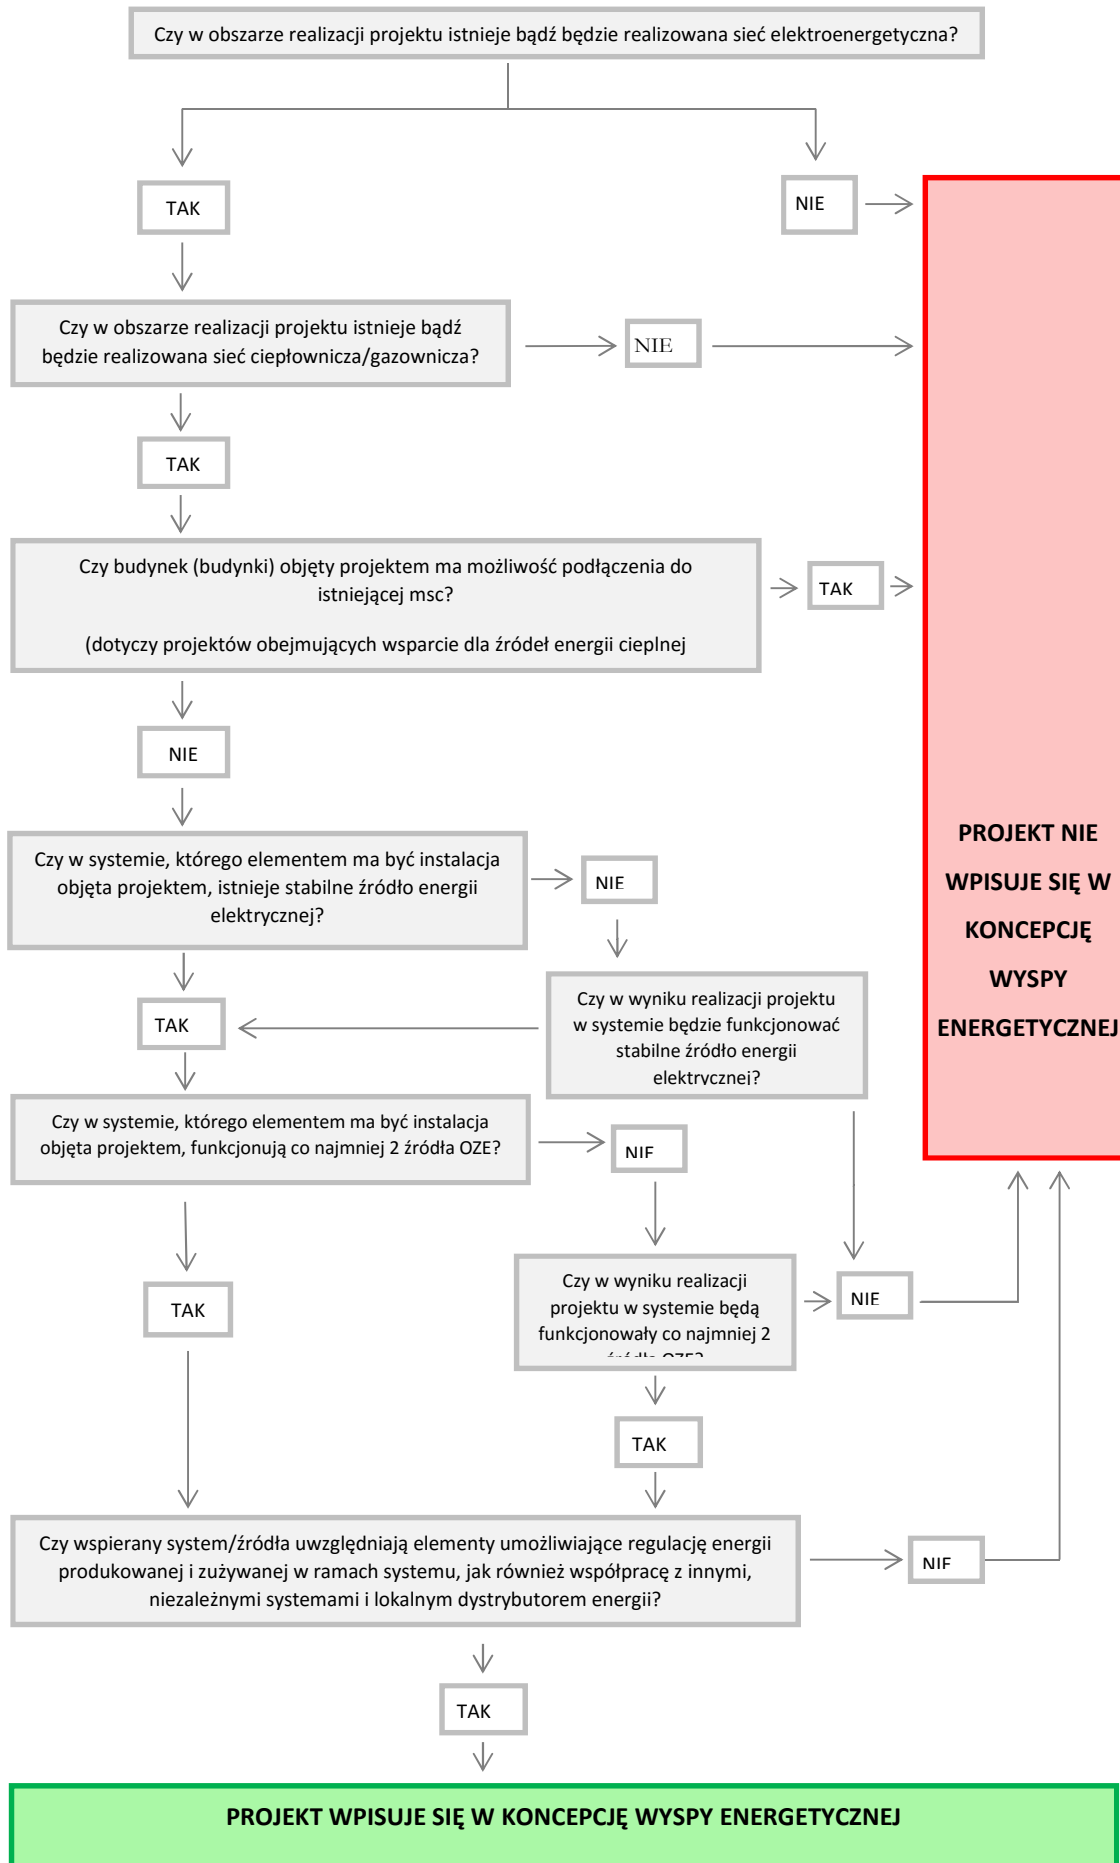 Czy w obszarze realizacji projektu istnieje bądź będzie realizowana sieć elektroenergetyczna?
TAK
NIE
Czy w obszarze realizacji projektu istnieje bądź
będzie realizowana sieć ciepłownicza/gazownicza?
NIE
TAK
Czy budynek (budynki) objęty projektem ma możliwość podłączenia do
istniejącej msc?
(dotyczy projektów obejmujących wsparcie dla źródeł energii cieplnej
TAK
NIE
Czy w systemie, którego elementem ma być instalacja
objęta projektem, istnieje stabilne źródło energii
elektrycznej?
NIE
TAK
Czy w wyniku realizacji projektu
w systemie będzie funkcjonować
stabilne źródło energii
elektrycznej?
Czy w systemie, którego elementem ma być instalacja
objęta projektem, funkcjonują co najmniej 2 źródła OZE?
NIE
TAK
Czy w wyniku realizacji
projektu w systemie będą
funkcjonowały co najmniej 2
źródła OZE?
NIE
TAK
Czy wspierany system/źródła uwzględniają elementy umożliwiające regulację energii
produkowanej i zużywanej w ramach systemu, jak również współpracę z innymi,
niezależnymi systemami i lokalnym dystrybutorem energii?
NIE
TAK
PROJEKT NIE
WPISUJE SIĘ W
KONCEPCJĘ
WYSPY
ENERGETYCZNEJ
PROJEKT WPISUJE SIĘ W KONCEPCJĘ WYSPY ENERGETYCZNEJ